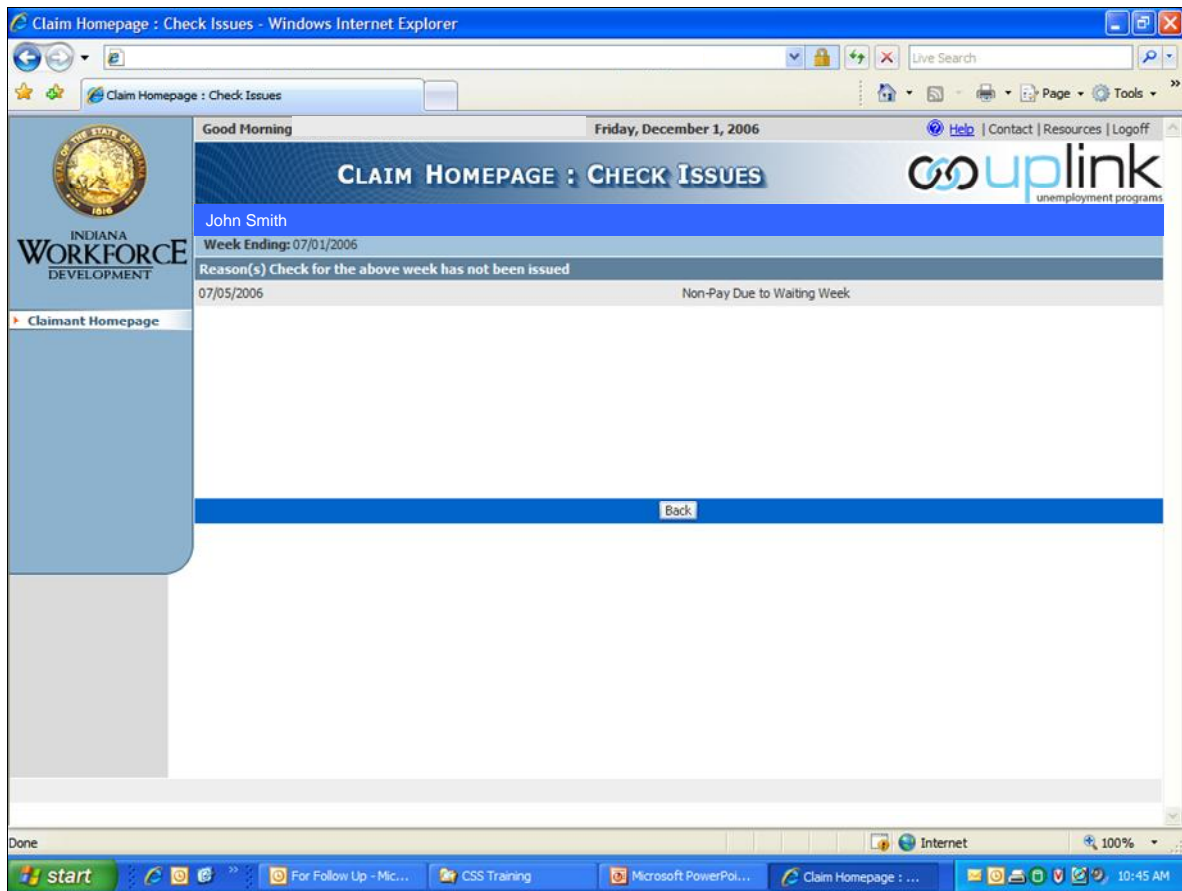 Claim Homepage : Check Issues - Windows Internet Explorer
Live Search
Claim Homepage : Check Issues
Page
Tools
Good Morning
Friday, December 1, 2006
Help | Contact | Resources | Logoff
CLAIM HOMEPAGE : CHECK ISSUES
uplink
unemployment programs
1816
INDIANA
WORKFORCE
DEVELOPMENT
John Smith
Week Ending: 07/01/2006
Reason(s) Check for the above week has not been issued
07/05/2006
Non-Pay Due to Waiting Week
Claimant Homepage
Back
Done
Internet
100%
start
For Follow Up - Mic...
CSS Training
Microsoft PowerPoi...
Claim Homepage : ...
10:45 AM